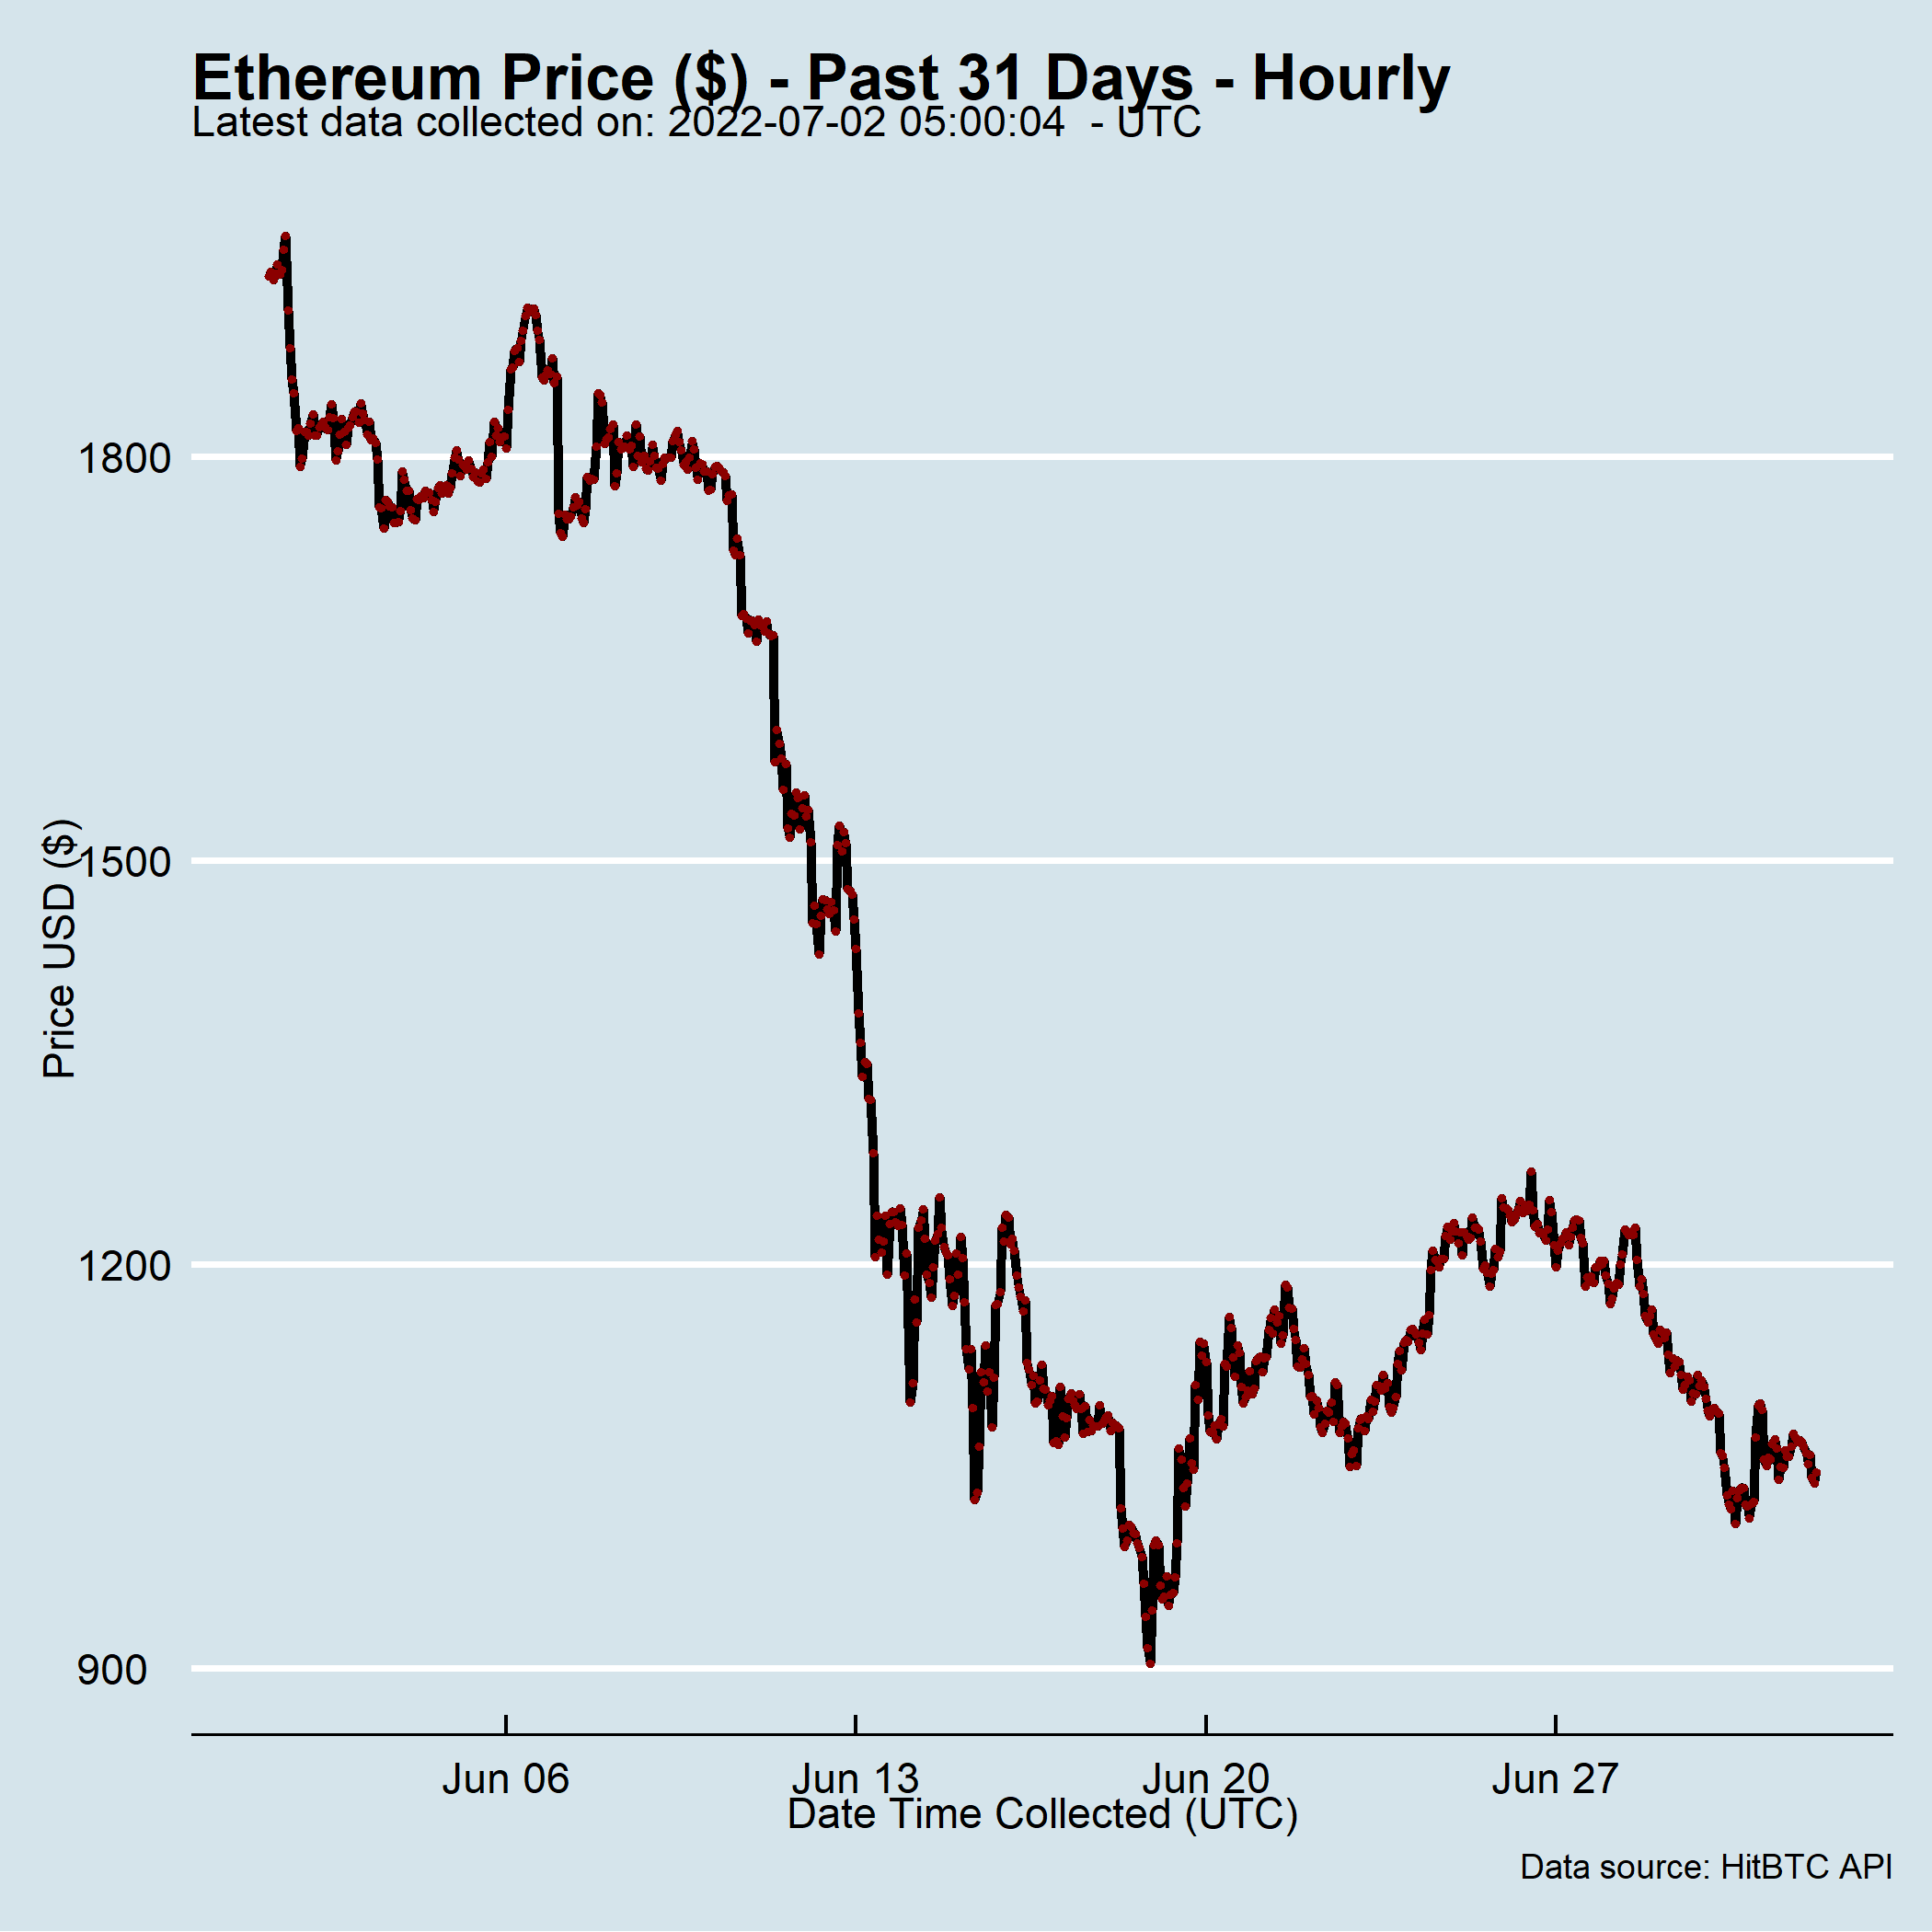 Ethereum Price ($) - Past 31 Days - Hourly
Latest data collected on: 2022-07-02 05:00:04  - UTC
Price USD ($)
1800
1500
1200
900
Jun 06 Jun 13 Jun 20 Jun 27
Date Time Collected (UTC)
Data source: HitBTC API